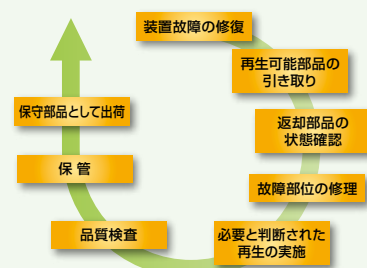 装置故障の修復
再生可能部品の
引き取り
返却部品の
状態確認
故障部位の修理
必要と判断された
再生の実施
品質検査
保 管
保守部品として出荷